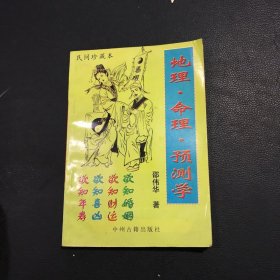 民间珍藏本
地理·命理·预测学
邵伟华 著
欲知婚姻
欲知财运
欲知喜凶
欲知年寿
中州古籍出版社